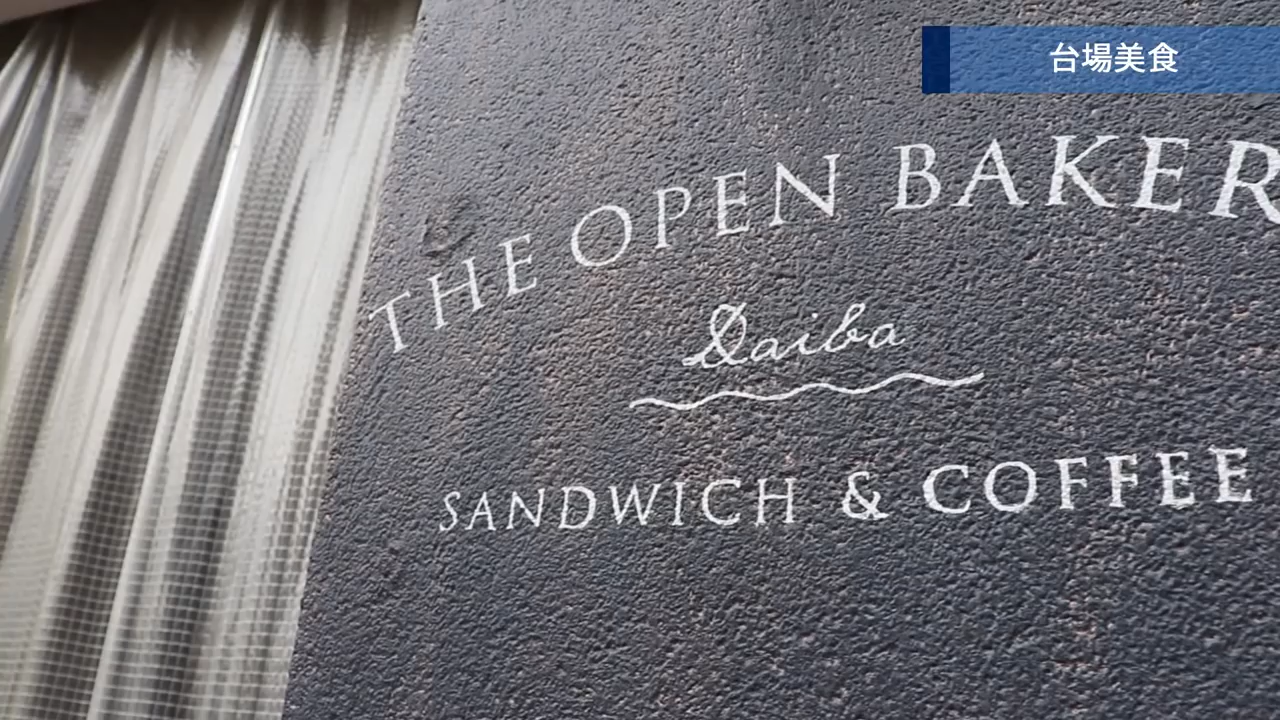 台場美食
THE OPEN BAKER
Daiba
SANDWICH & COFFEE